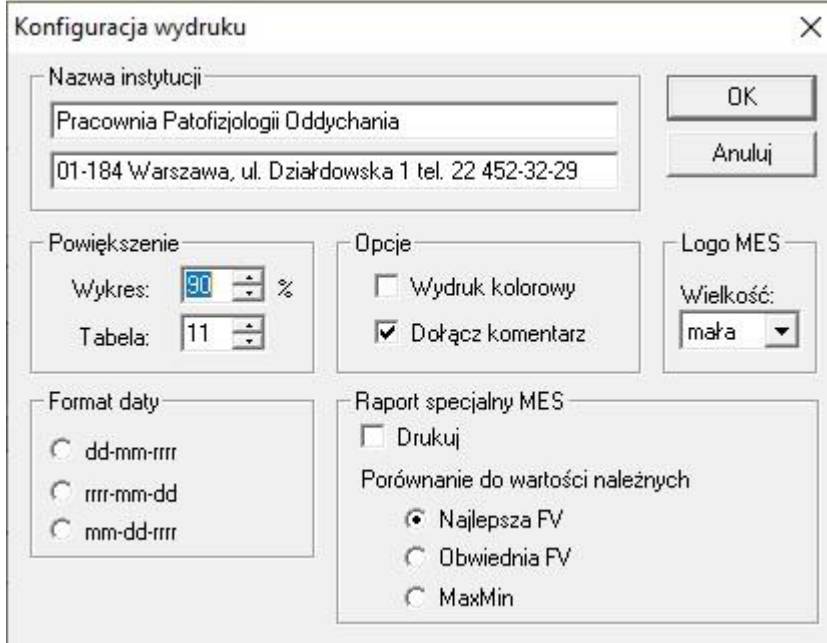 Konfiguracja wydruku
Nazwa instytucji
Pracownia Patofizjologii Oddychania
01-184 Warszawa, ul. Działdowska 1 tel. 22 452-32-29
OK
Anuluj
Powiększenie
Wykres: 90 %
Tabela: 11
Opcje
Wydruk kolorowy
Dołącz komentarz
Logo MES
Wielkość:
mała
Format daty
dd-mm-rrrr
rrrr-mm-dd
mm-dd-rrrr
Raport specjalny MES
Drukuj
Porównanie do wartości należnych
Najlepsza FV
Obwiednia FV
MaxMin